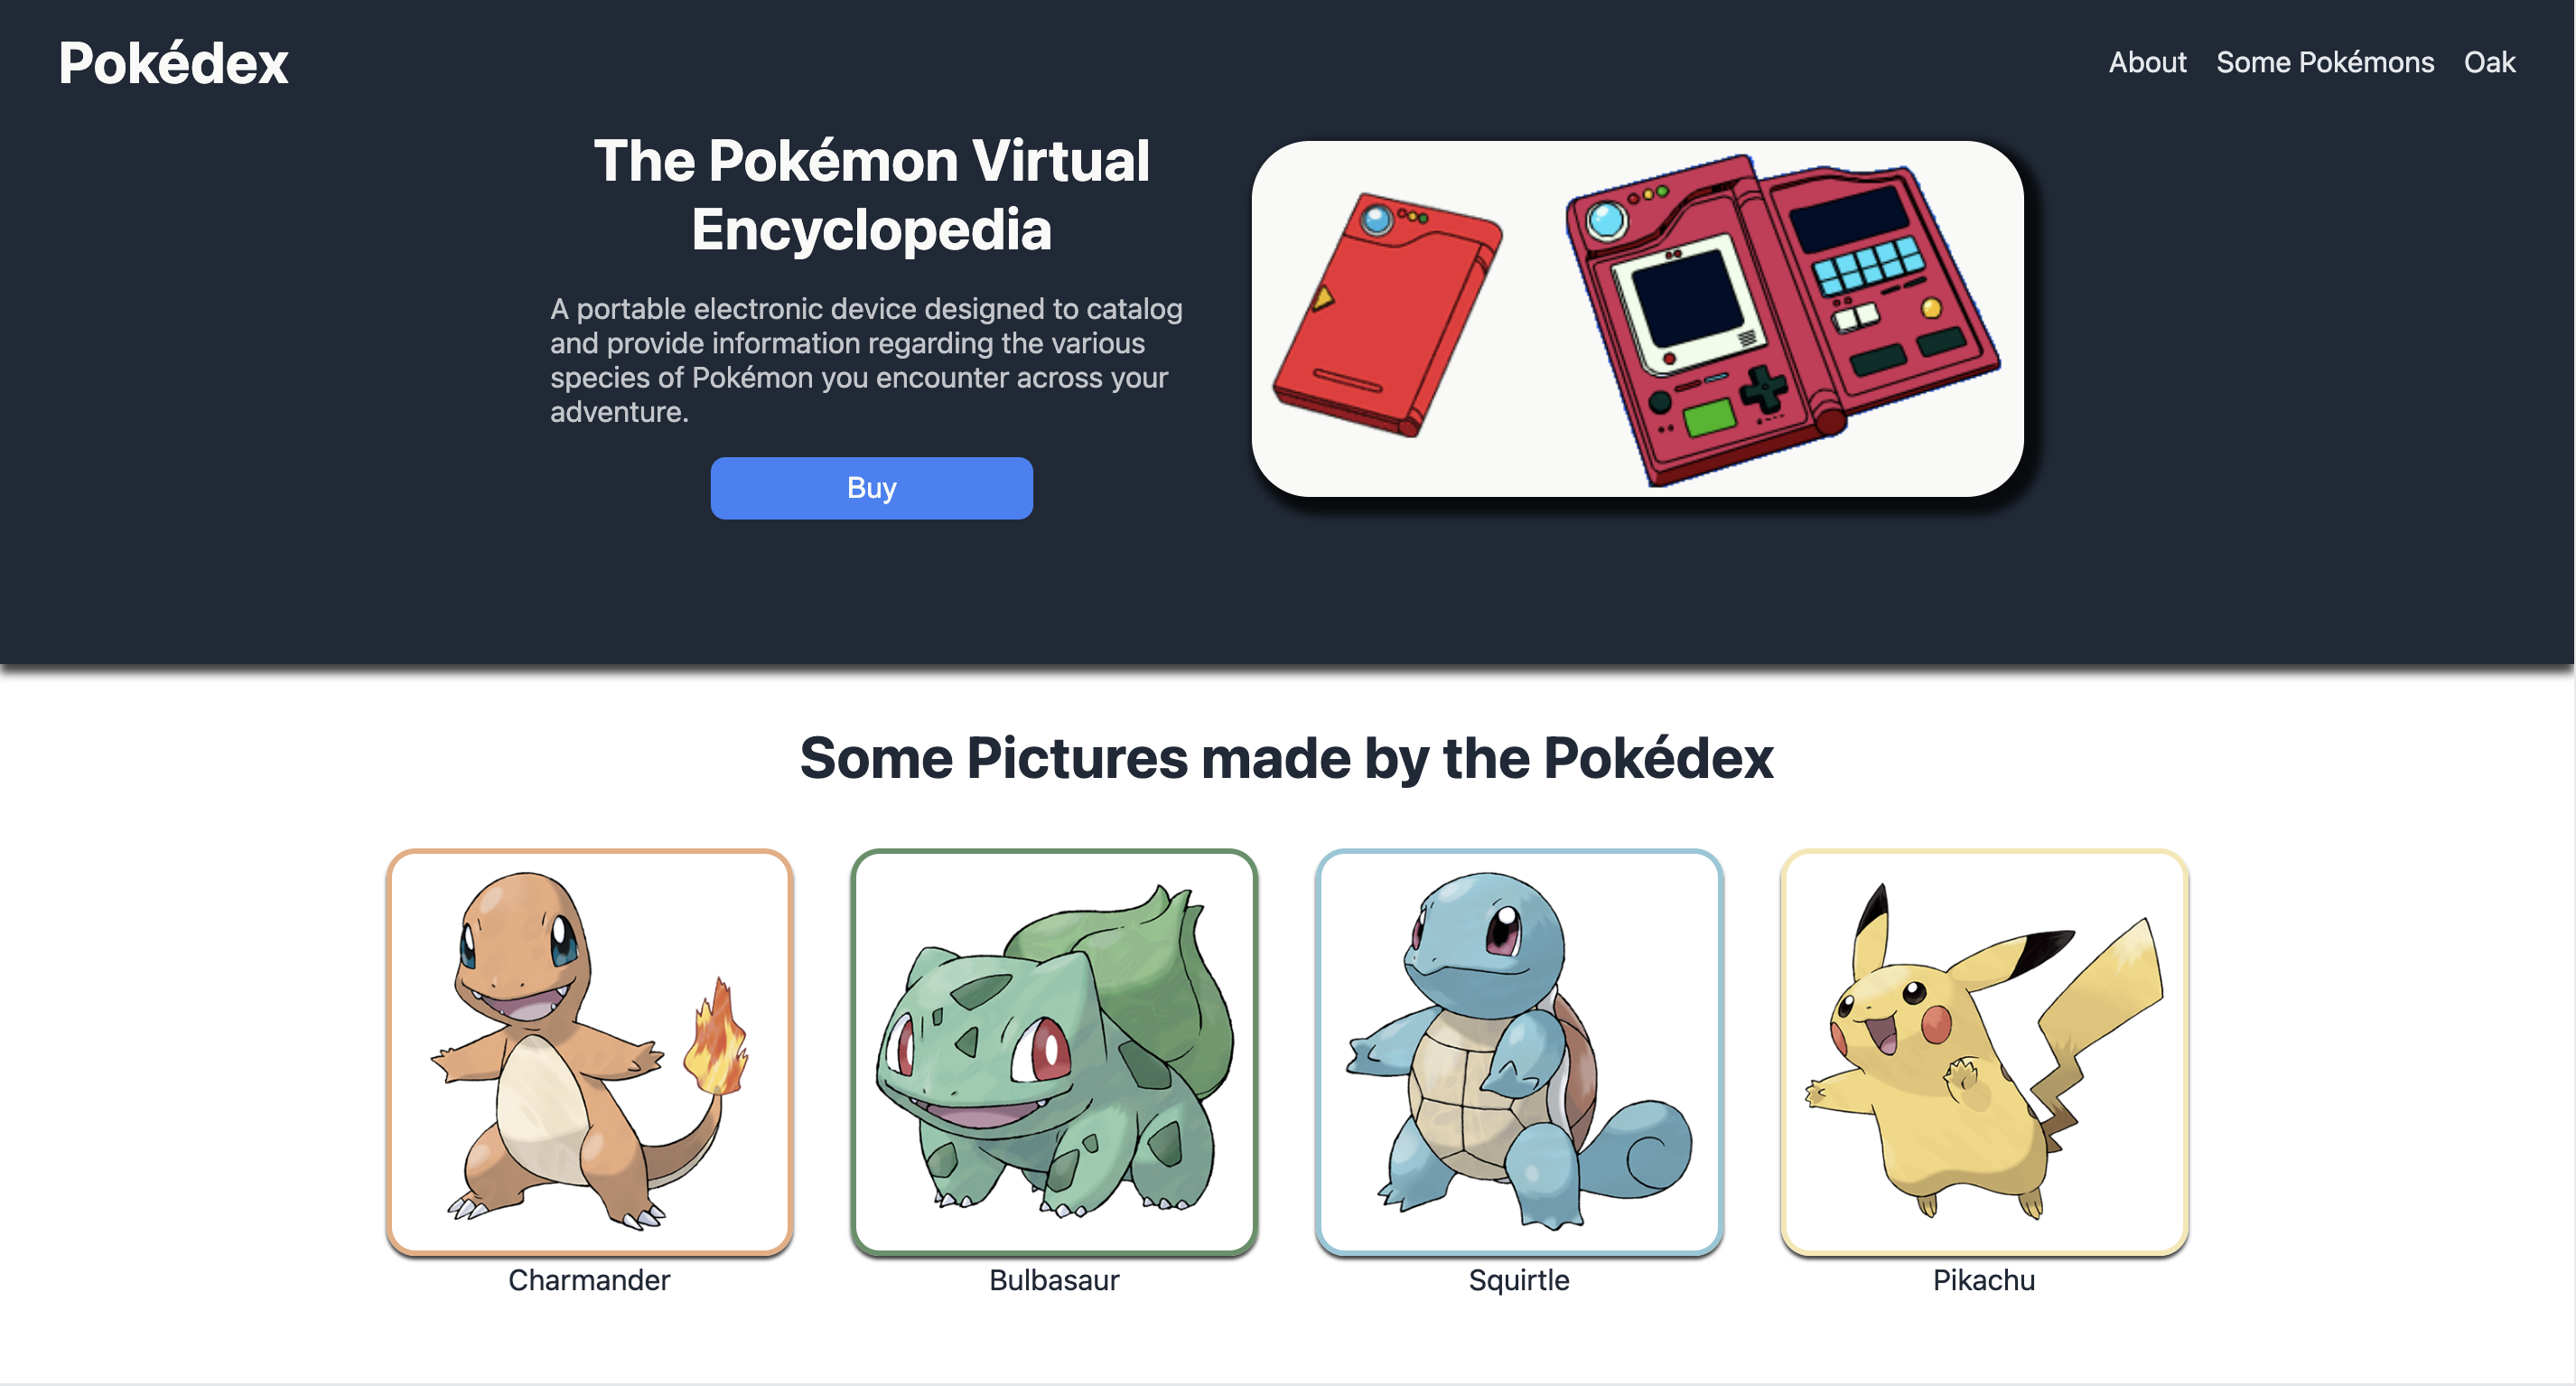 Pokédex
About
Some Pokémons
Oak
The Pokémon Virtual
Encyclopedia
A portable electronic device designed to catalog
and provide information regarding the various
species of Pokémon you encounter across your
adventure.
Buy
Some Pictures made by the Pokédex
Charmander
Bulbasaur
Squirtle
Pikachu